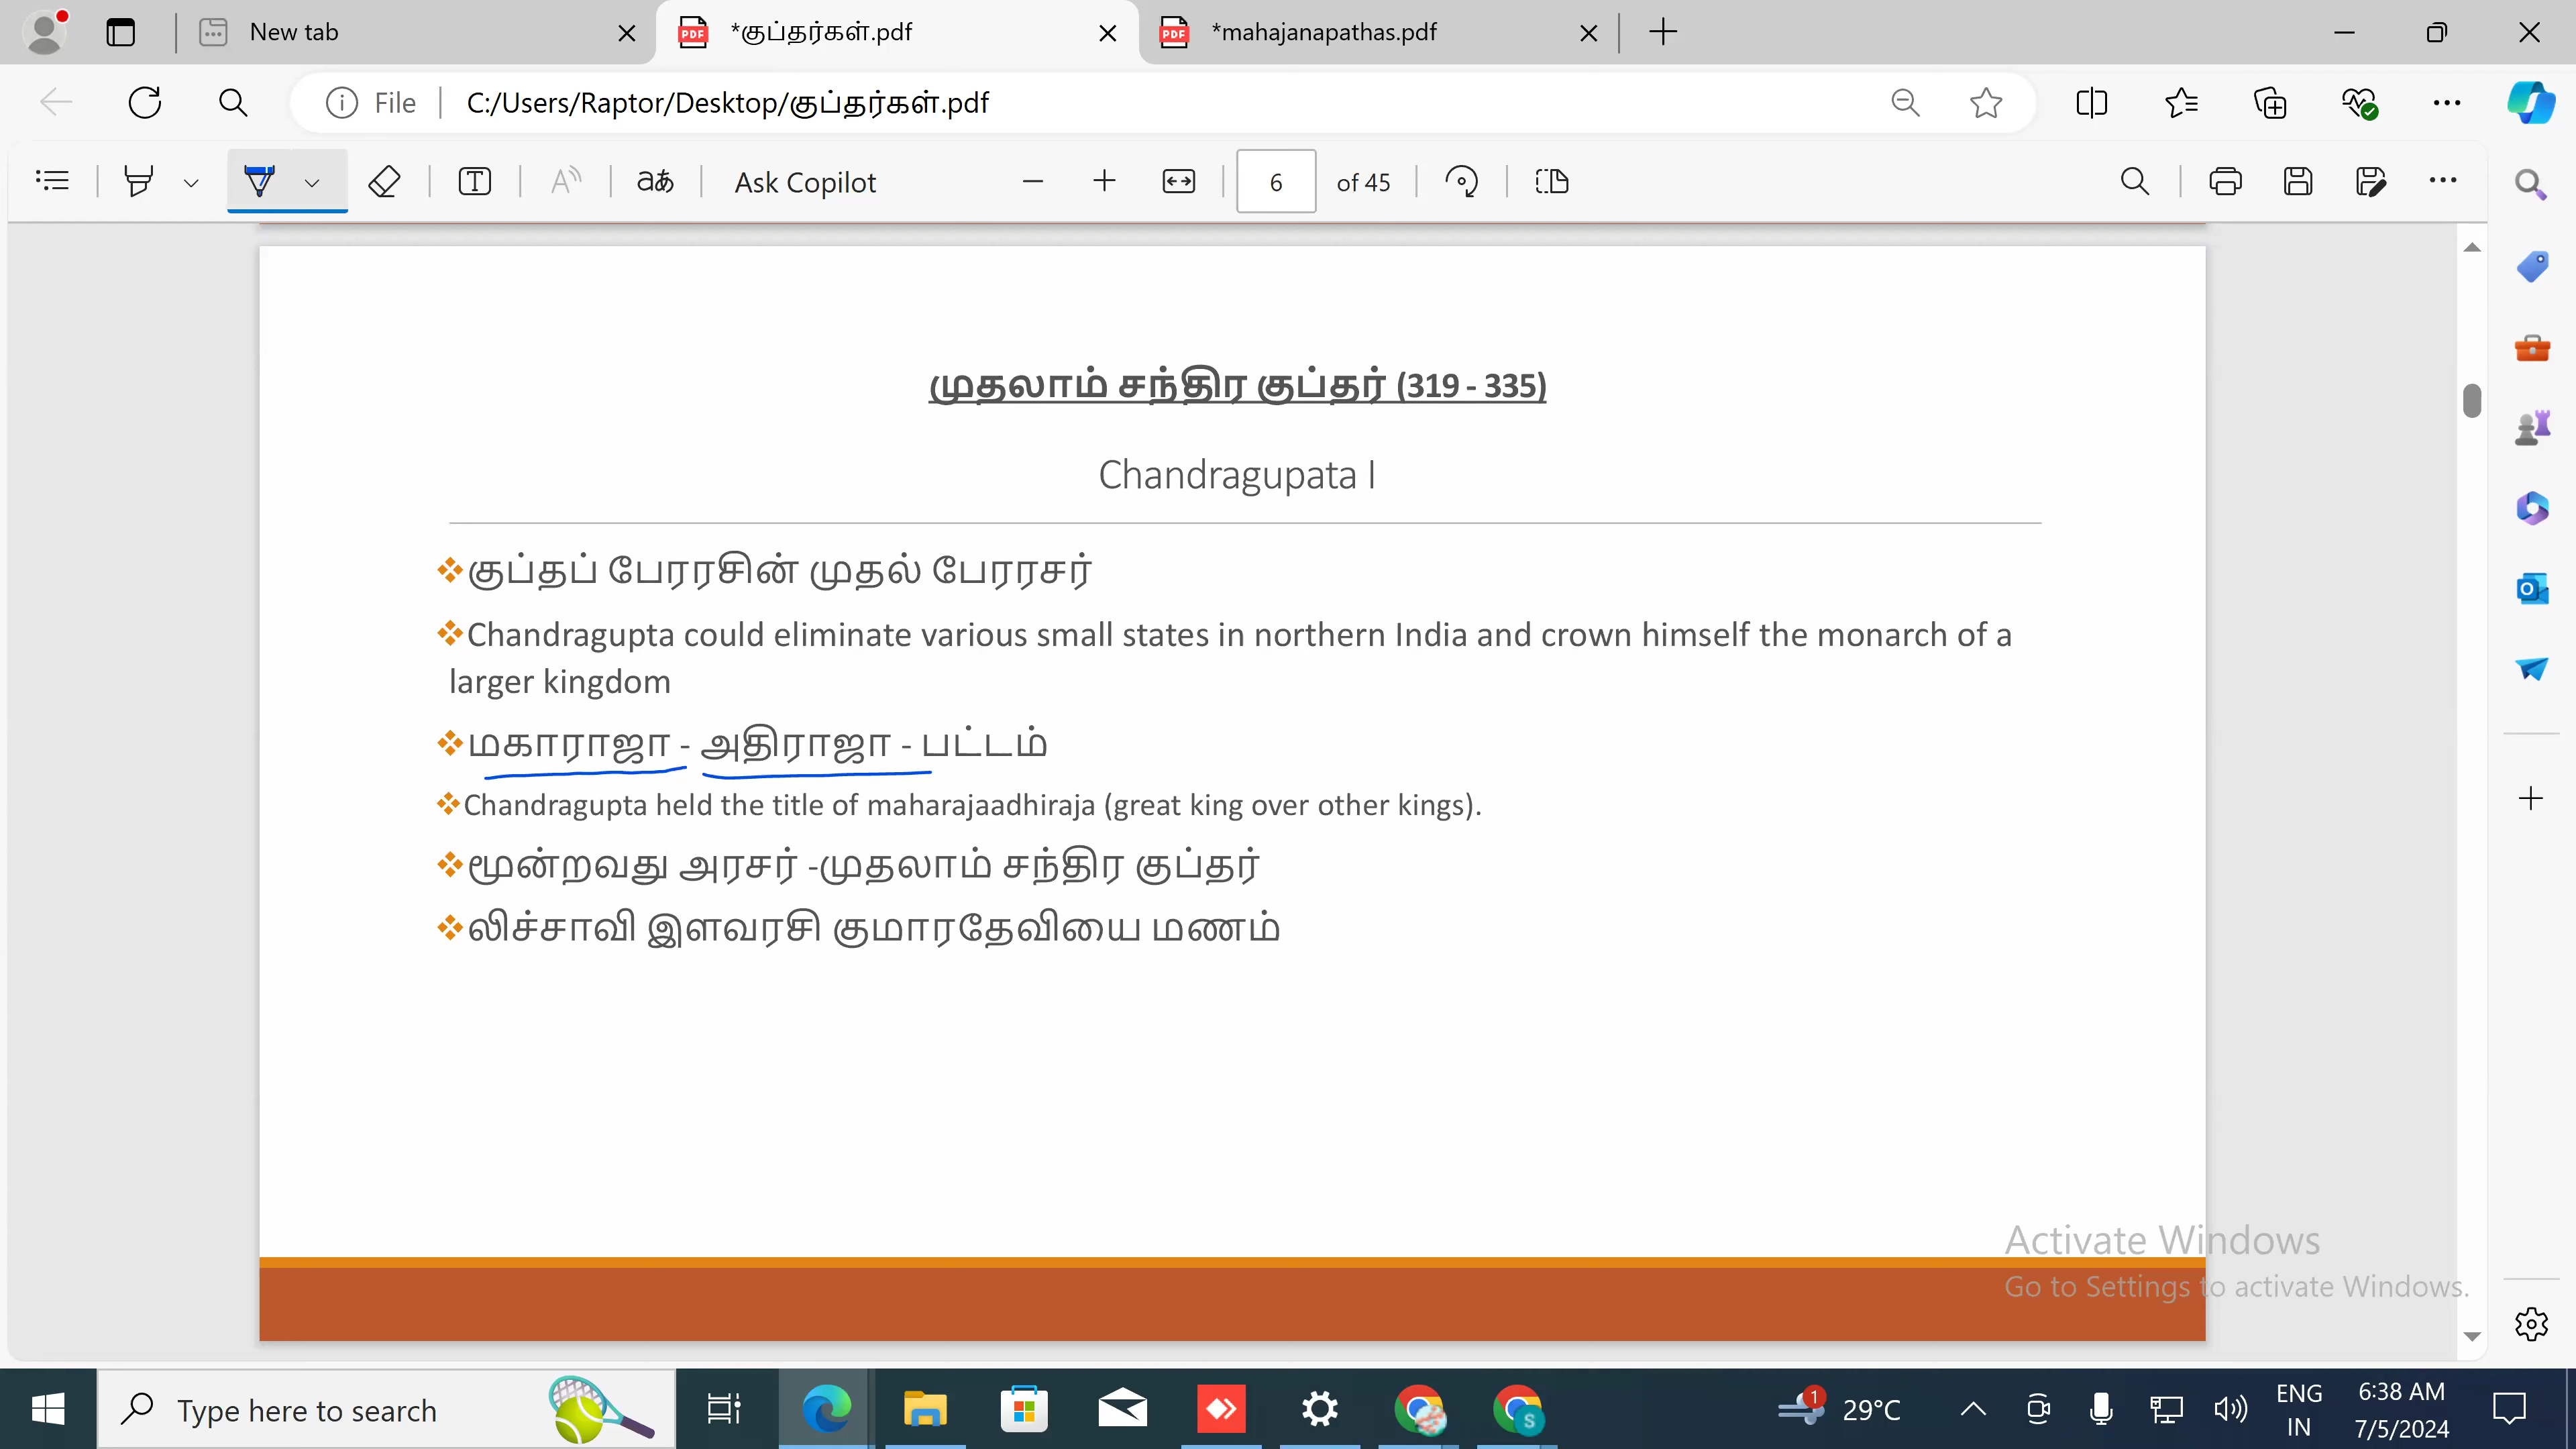 New tab
*குப்தர்கள்.pdf
*mahajanapathas.pdf
File
C:/Users/Raptor/Desktop/குப்தர்கள்.pdf
aあ
Ask Copilot
6 of 45
முதலாம் சந்திர குப்தர் (319 - 335)
Chandragupata I
❖குப்தப் பேரரசின் முதல் பேரரசர்
❖Chandragupta could eliminate various small states in northern India and crown himself the monarch of a
larger kingdom
❖மகாராஜா - அதிராஜா - பட்டம்
❖Chandragupta held the title of maharajaadhiraja (great king over other kings).
❖மூன்றவது அரசர் -முதலாம் சந்திர குப்தர்
❖லிச்சாவி இளவரசி குமாரதேவியை மணம்
Activate Windows
Go to Settings to activate Windows.
Type here to search
1
29°C
ENG
IN
6:38 AM
7/5/2024